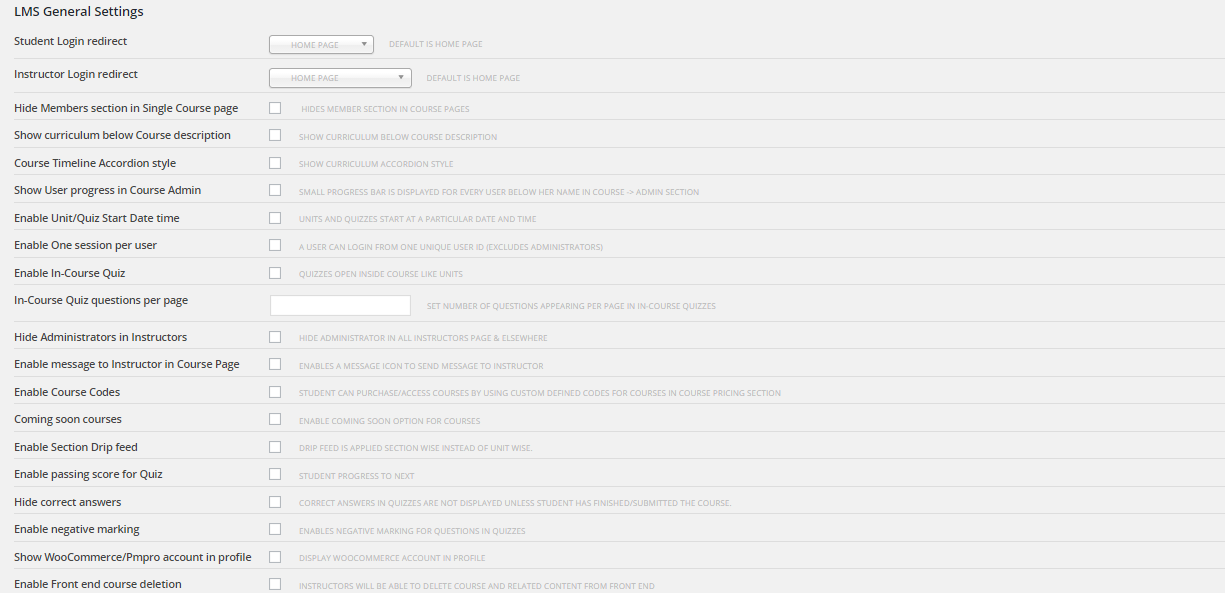 LMS General Settings
Student Login redirect HOME PAGE DEFAULT IS HOME PAGE
Instructor Login redirect HOME PAGE DEFAULT IS HOME PAGE
Hide Members section in Single Course page HIDES MEMBER SECTION IN COURSE PAGES
Show curriculum below Course description SHOW CURRICULUM BELOW COURSE DESCRIPTION
Course Timeline Accordion style SHOW CURRICULUM ACCORDION STYLE
Show User progress in Course Admin SMALL PROGRESS BAR IS DISPLAYED FOR EVERY USER BELOW HER NAME IN COURSE -> ADMIN SECTION
Enable Unit/Quiz Start Date time UNITS AND QUIZZES START AT A PARTICULAR DATE AND TIME
Enable One session per user A USER CAN LOGIN FROM ONE UNIQUE USER ID (EXCLUDES ADMINISTRATORS)
Enable In-Course Quiz QUIZZES OPEN INSIDE COURSE LIKE UNITS
In-Course Quiz questions per page SET NUMBER OF QUESTIONS APPEARING PER PAGE IN IN-COURSE QUIZZES
Hide Administrators in Instructors HIDE ADMINISTRATOR IN ALL INSTRUCTORS PAGE & ELSEWHERE
Enable message to Instructor in Course Page ENABLES A MESSAGE ICON TO SEND MESSAGE TO INSTRUCTOR
Enable Course Codes STUDENT CAN PURCHASE/ACCESS COURSES BY USING CUSTOM DEFINED CODES FOR COURSES IN COURSE PRICING SECTION
Coming soon courses ENABLE COMING SOON OPTION FOR COURSES
Enable Section Drip feed DRIP FEED IS APPLIED SECTION WISE INSTEAD OF UNIT WISE.
Enable passing score for Quiz STUDENT PROGRESS TO NEXT
Hide correct answers CORRECT ANSWERS IN QUIZZES ARE NOT DISPLAYED UNLESS STUDENT HAS FINISHED/SUBMITTED THE COURSE.
Enable negative marking ENABLES NEGATIVE MARKING FOR QUESTIONS IN QUIZZES
Show WooCommerce/Pmpro account in profile DISPLAY WOOCOMMERCE ACCOUNT IN PROFILE
Enable Front end course deletion INSTRUCTORS WILL BE ABLE TO DELETE COURSE AND RELATED CONTENT FROM FRONT END